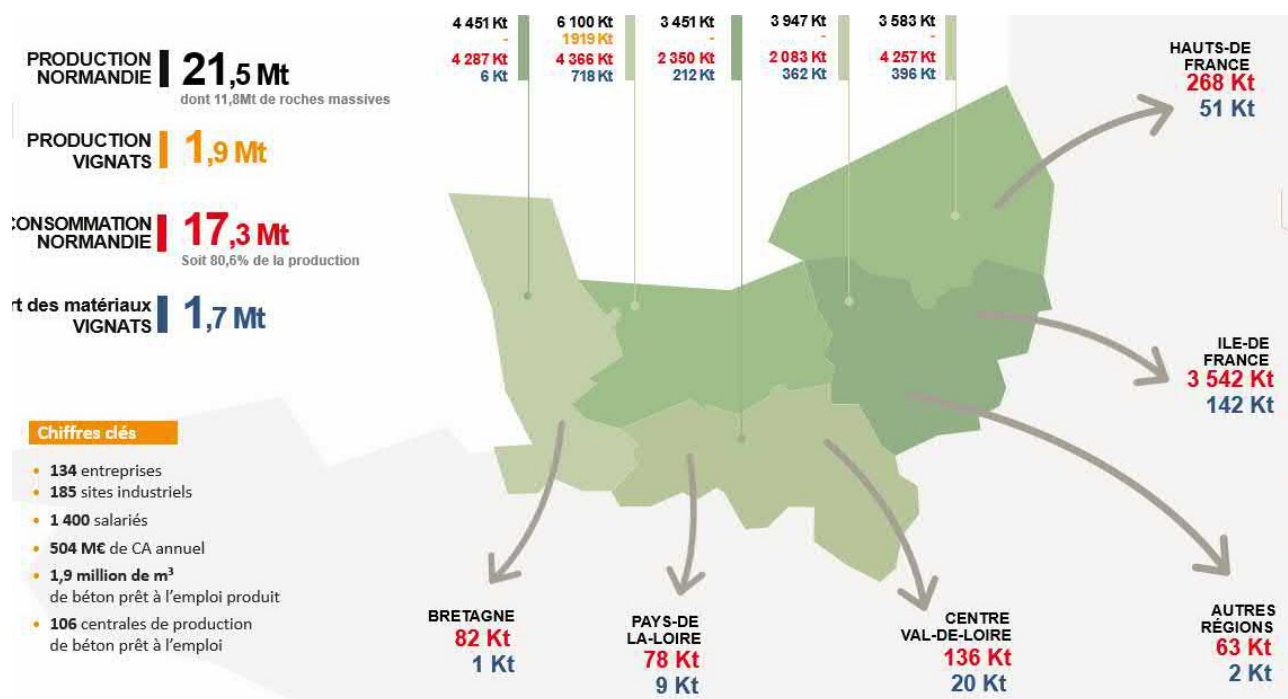 4 451 Kt
-
4 287 Kt
6 Kt
6 100 Kt
1919 Kt
4 366 Kt
718 Kt
3 451 Kt
-
2 350 Kt
212 Kt
3 947 Kt
-
2 083 Kt
362 Kt
3 583 Kt
-
4 257 Kt
396 Kt
PRODUCTION
NORMANDIE
21,5 Mt
dont 11,8Mt de roches massives
PRODUCTION
VIGNATS
1,9 Mt
CONSOMMATION
NORMANDIE
17,3 Mt
Soit 80,6% de la production
rt des matériaux
VIGNATS
1,7 Mt
Chiffres clés
• 134 entreprises
• 185 sites industriels
• 1 400 salariés
• 504 M€ de CA annuel
• 1,9 million de m³
de béton prêt à l'emploi produit
• 106 centrales de production
de béton prêt à l'emploi
HAUTS-DE
FRANCE
268 Kt
51 Kt
ILE-DE
FRANCE
3 542 Kt
142 Kt
BRETAGNE
82 Kt
1 Kt
PAYS-DE
LA-LOIRE
78 Kt
9 Kt
CENTRE
VAL-DE-LOIRE
136 Kt
20 Kt
AUTRES
RÉGIONS
63 Kt
2 Kt